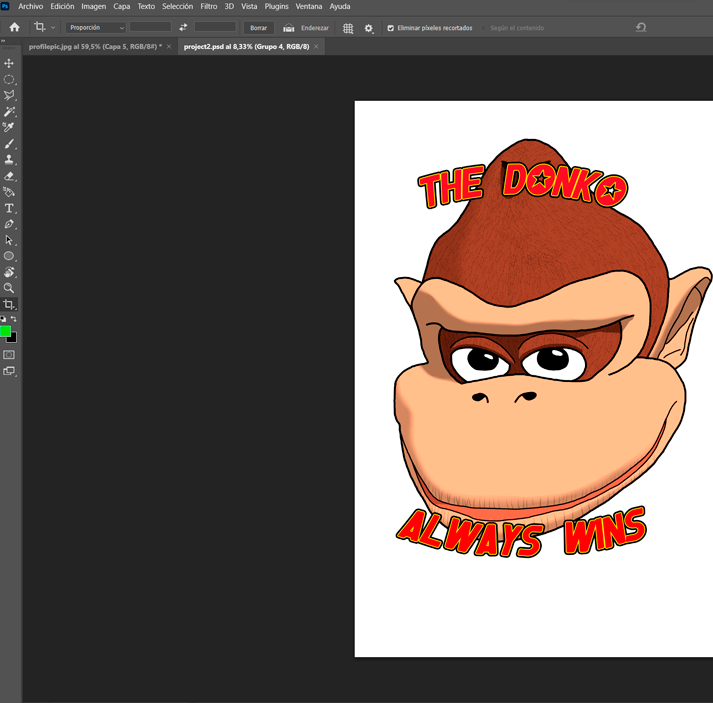 Ps Archivo Edición Imagen Capa Texto Selección Filtro 3D Vista Plugins Ventana Ayuda
Proporción Borrar Enderezar Eliminar píxeles recortados Según el contenido
profilepic.jpg al 59,5% (Capa 5, RGB/8#) * × project2.psd al 8,33% (Grupo 4, RGB/8) ×
THE DONKO
ALWAYS WINS